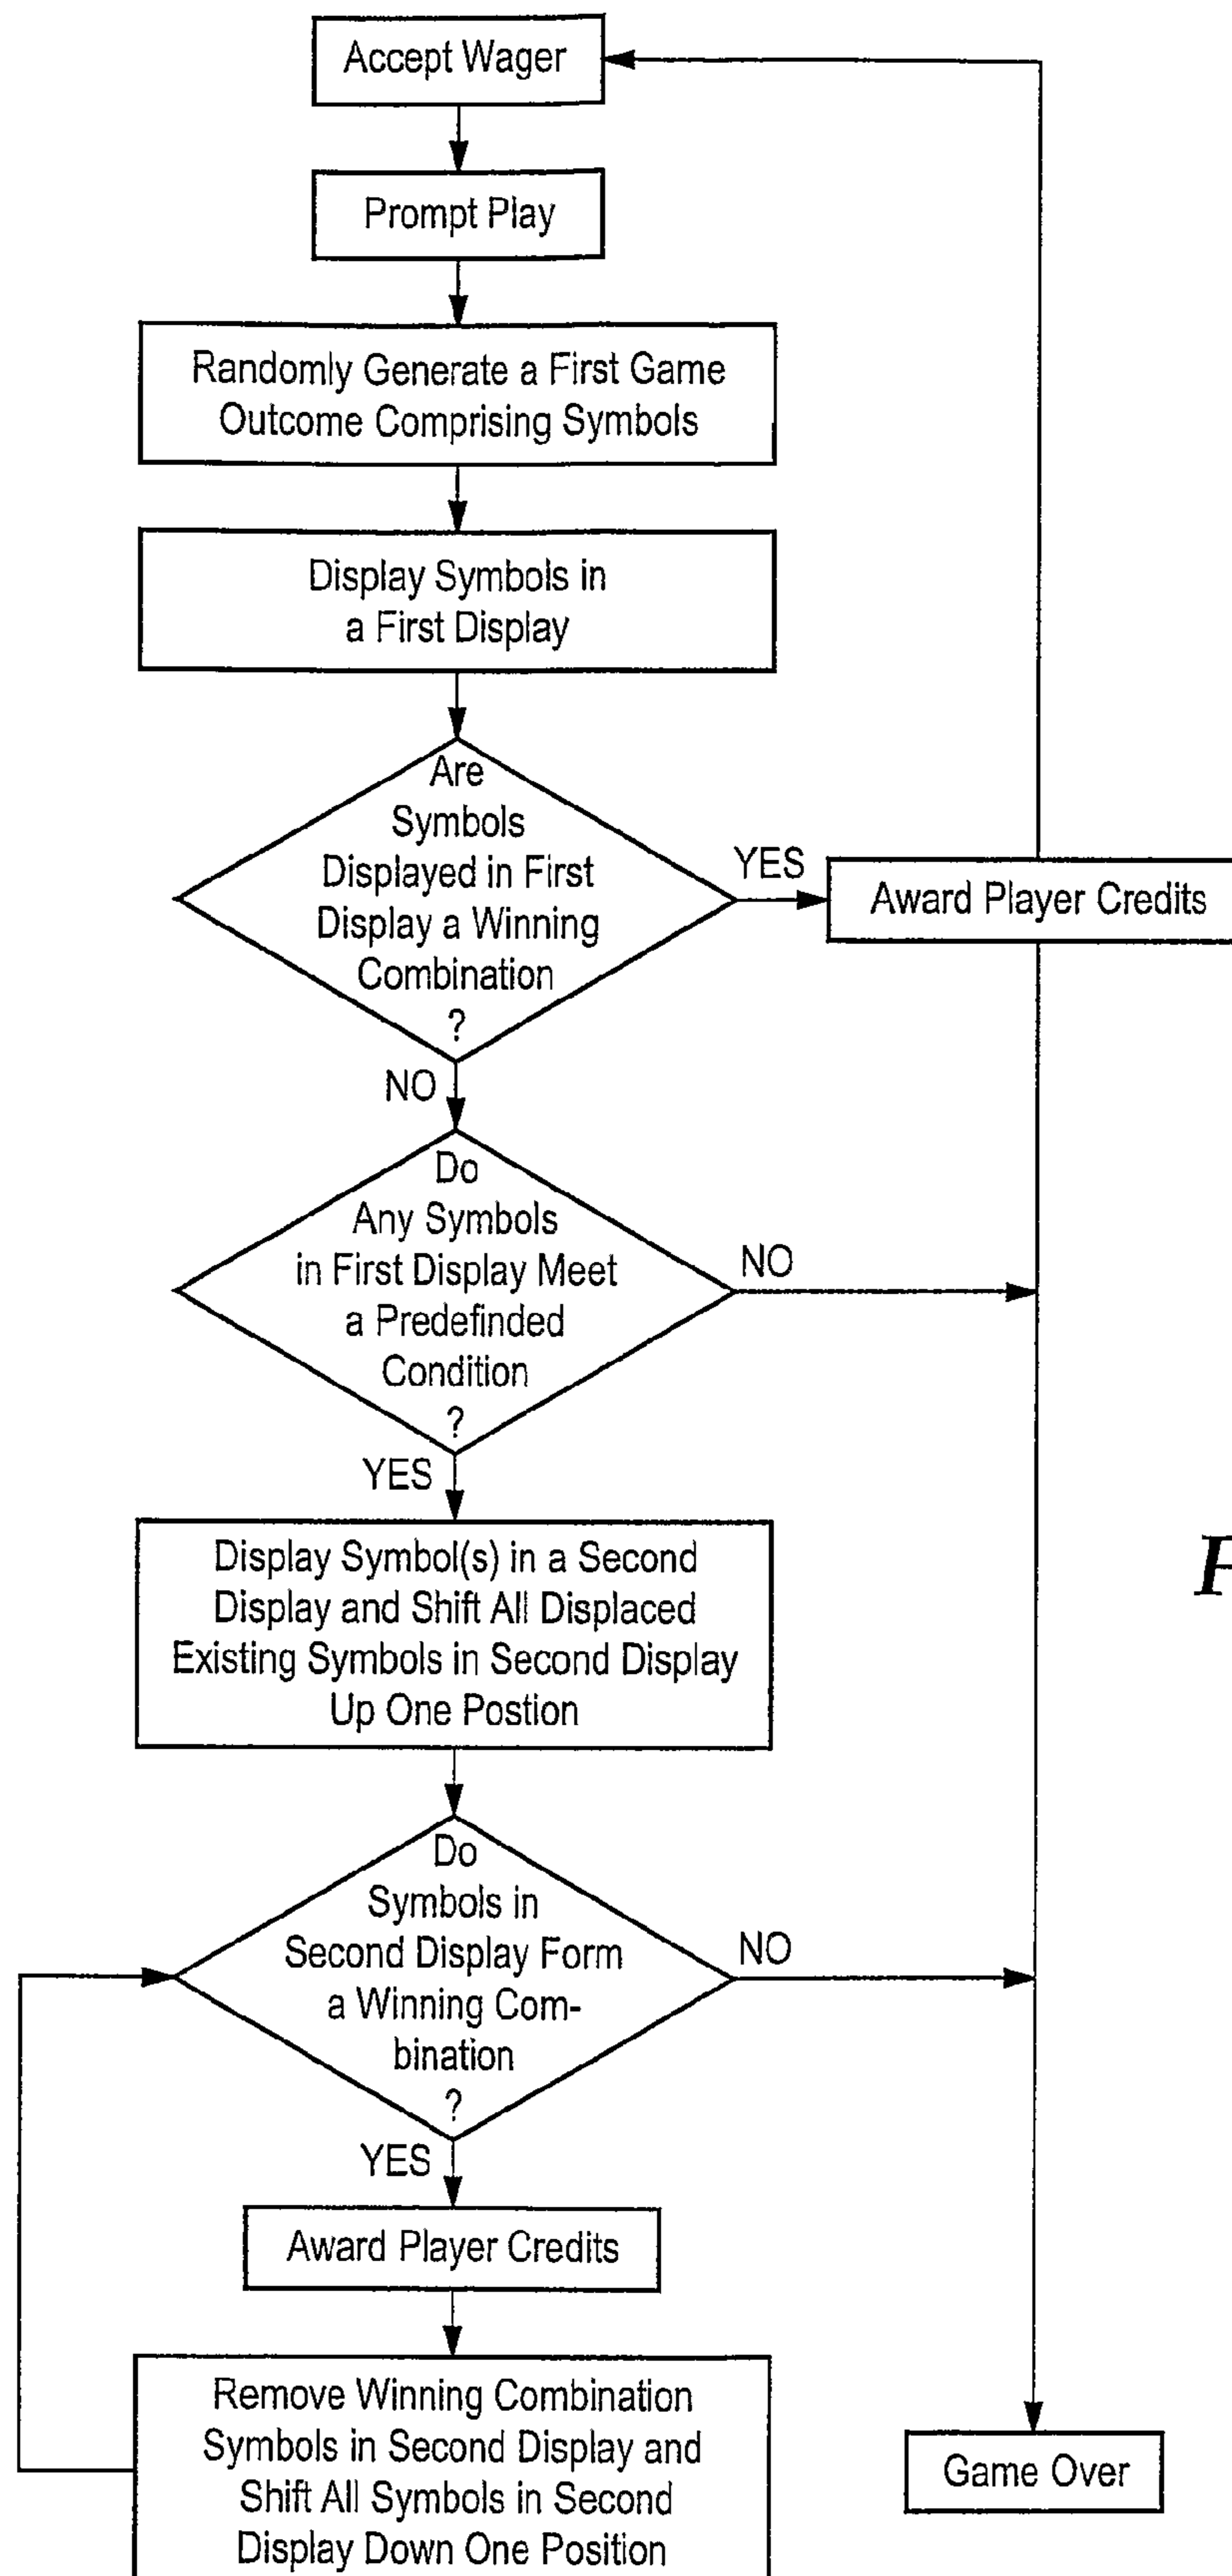 Accept Wager
Prompt Play
Randomly Generate a First Game
Outcome Comprising Symbols
Display Symbols in
a First Display
Are
Symbols
Displayed in First
Display a Winning
Combination
?
YES
Award Player Credits
NO
Do
Any Symbols
in First Display Meet
a Predefinded
Condition
?
NO
YES
Display Symbol(s) in a Second
Display and Shift All Displaced
Existing Symbols in Second Display
Up One Postion
Do
Symbols in
Second Display Form
a Winning Com-
bination
?
NO
YES
Award Player Credits
Remove Winning Combination
Symbols in Second Display and
Shift All Symbols in Second
Display Down One Position
Game Over